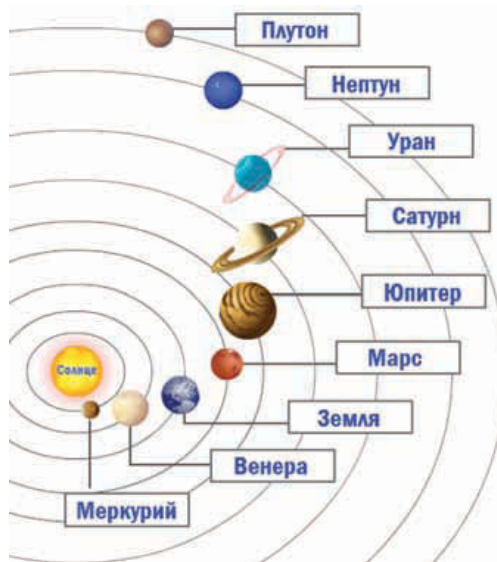 Плутон
Нептун
Уран
Сатурн
Юпитер
Марс
Солнце
Земля
Венера
Меркурий